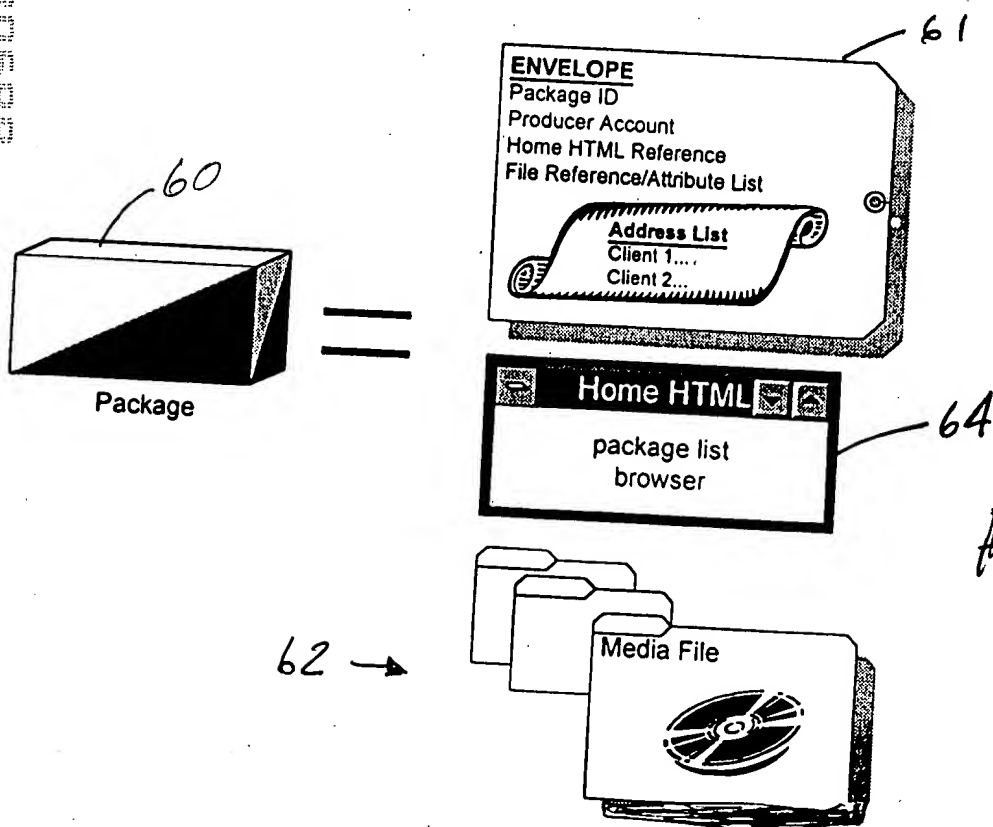 61
ENVELOPE
Package ID
Producer Account
Home HTML Reference
File Reference/Attribute List
60
Address List
Client 1....
Client 2...
Package
Home HTML
package list
browser
64
62
Media File